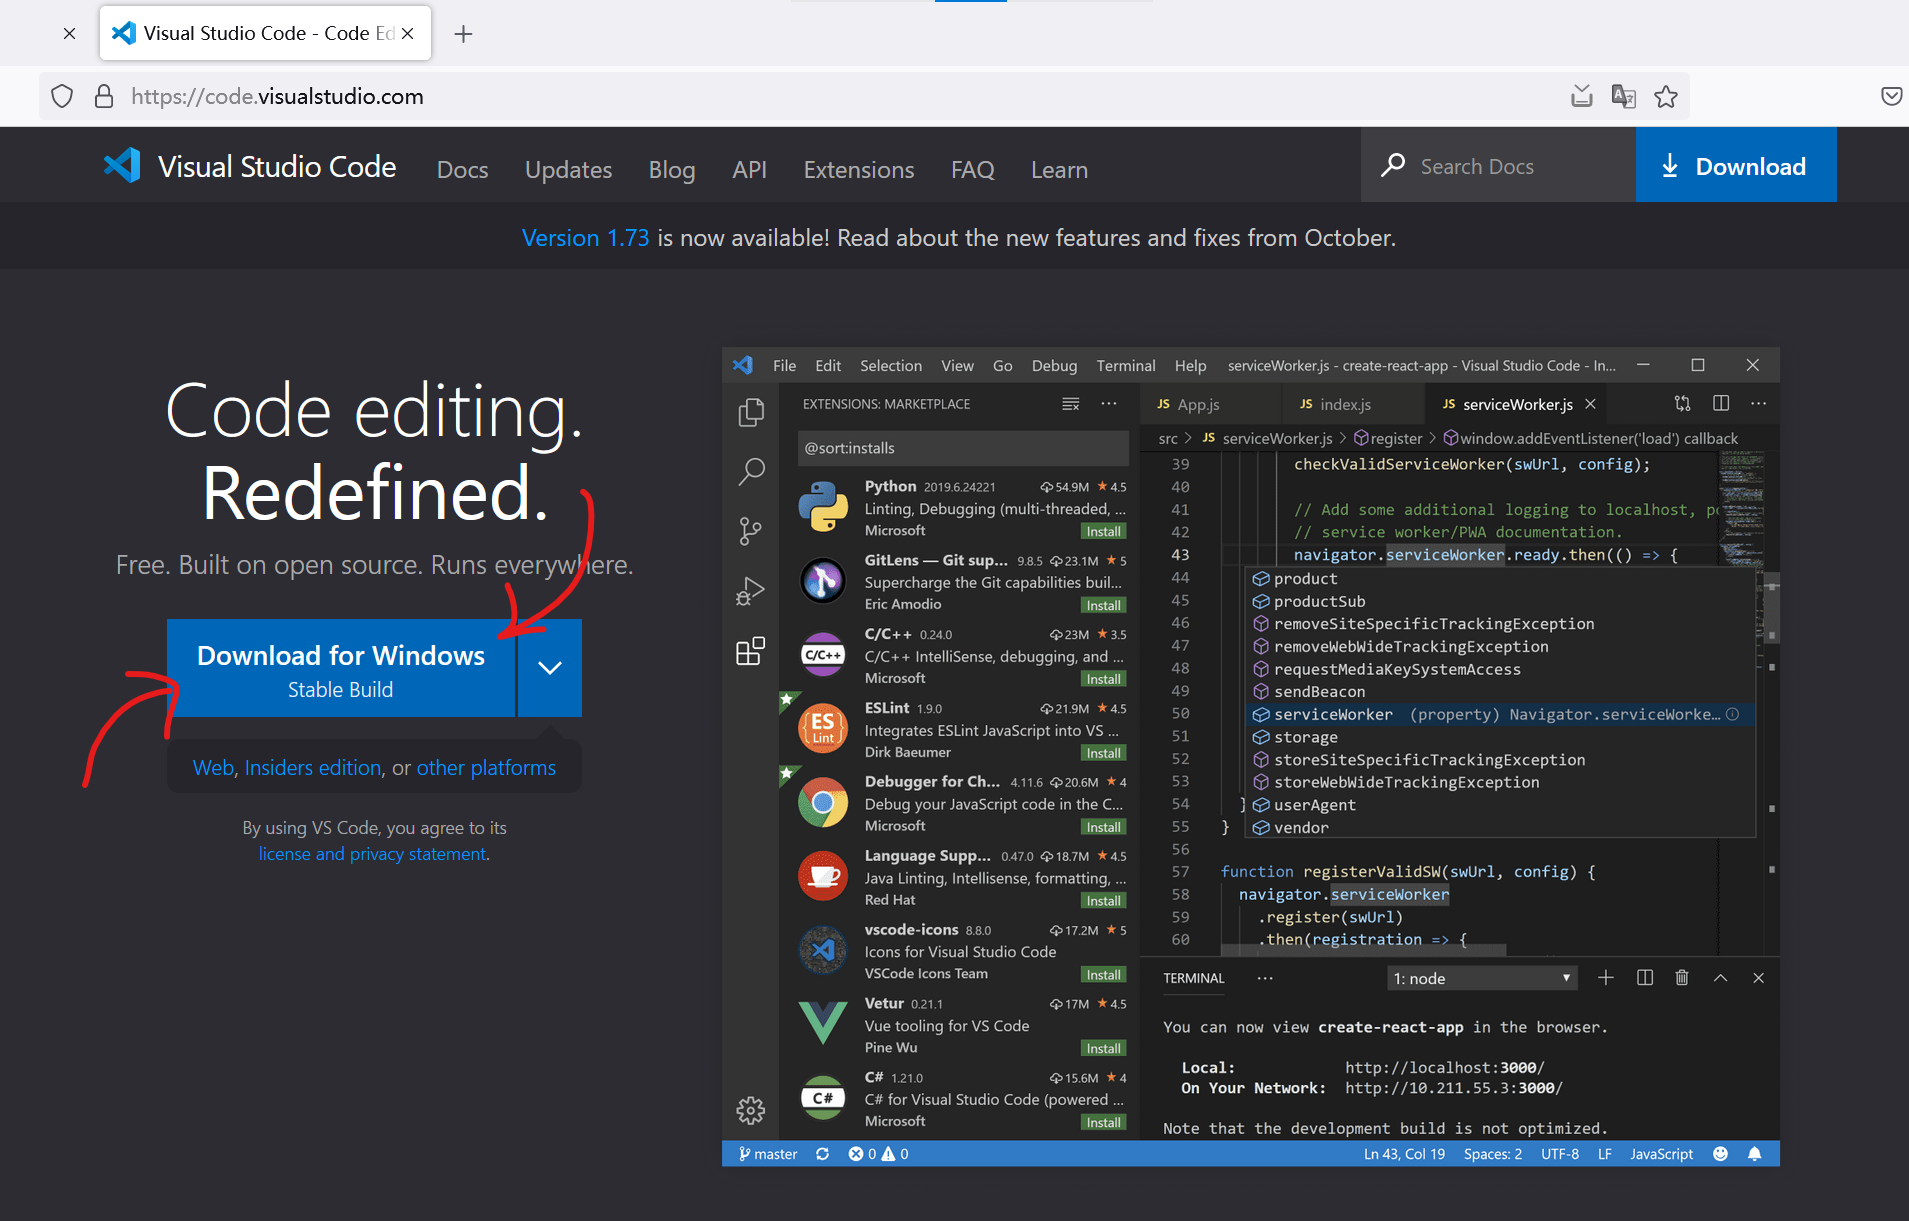 Visual Studio Code - Code Ed
https://code.visualstudio.com
Visual Studio Code Docs Updates Blog API Extensions FAQ Learn Search Docs Download
Version 1.73 is now available! Read about the new features and fixes from October.
Code editing.
Redefined.
Free. Built on open source. Runs everywhere.
Download for Windows
Stable Build
Web, Insiders edition, or other platforms
By using VS Code, you agree to its
license and privacy statement.
File Edit Selection View Go Debug Terminal Help serviceWorker.js - create-react-app - Visual Studio Code - In...
EXTENSIONS: MARKETPLACE
@sort:installs
Python 2019.6.24221 54.9M 4.5
Linting, Debugging (multi-threaded, ...
Microsoft Install
GitLens — Git sup... 9.8.5 23.1M 5
Supercharge the Git capabilities buil...
Eric Amodio Install
C/C++
C/C++ 0.24.0 23M 3.5
C/C++ IntelliSense, debugging, and ...
Microsoft Install
ES
Lint
ESLint 1.9.0 21.9M 4.5
Integrates ESLint JavaScript into VS ...
Dirk Baeumer Install
Debugger for Ch... 4.11.6 20.6M 4
Debug your JavaScript code in the C...
Microsoft Install
Language Supp... 0.47.0 18.7M 4.5
Java Linting, Intellisense, formatting, ...
Red Hat Install
vscode-icons 8.8.0 17.2M 5
Icons for Visual Studio Code
VSCode Icons Team Install
Vetur 0.21.1 17M 4.5
Vue tooling for VS Code
Pine Wu Install
C#
C# 1.21.0 15.6M 4
C# for Visual Studio Code (powered ...
Microsoft Install
JS App.js JS index.js JS serviceWorker.js
src > JS serviceWorker.js > register > window.addEventListener('load') callback
39 checkValidServiceWorker(swUrl, config);
40
41 // Add some additional logging to localhost, po
42 // service worker/PWA documentation.
43 navigator.serviceWorker.ready.then(() => {
44 product
45 productSub
46 removeSiteSpecificTrackingException
47 removeWebWideTrackingException
48 requestMediaKeySystemAccess
49 sendBeacon
50 serviceWorker (property) Navigator.serviceWorke...
51 storage
52 storeSiteSpecificTrackingException
53 storeWebWideTrackingException
54 } userAgent
55 } vendor
56
57 function registerValidSW(swUrl, config) {
58 navigator.serviceWorker
59 .register(swUrl)
60 .then(registration => {
TERMINAL ... 1: node
You can now view create-react-app in the browser.
Local: http://localhost:3000/
On Your Network: http://10.211.55.3:3000/
Note that the development build is not optimized.
master 0 0 Ln 43, Col 19 Spaces: 2 UTF-8 LF JavaScript